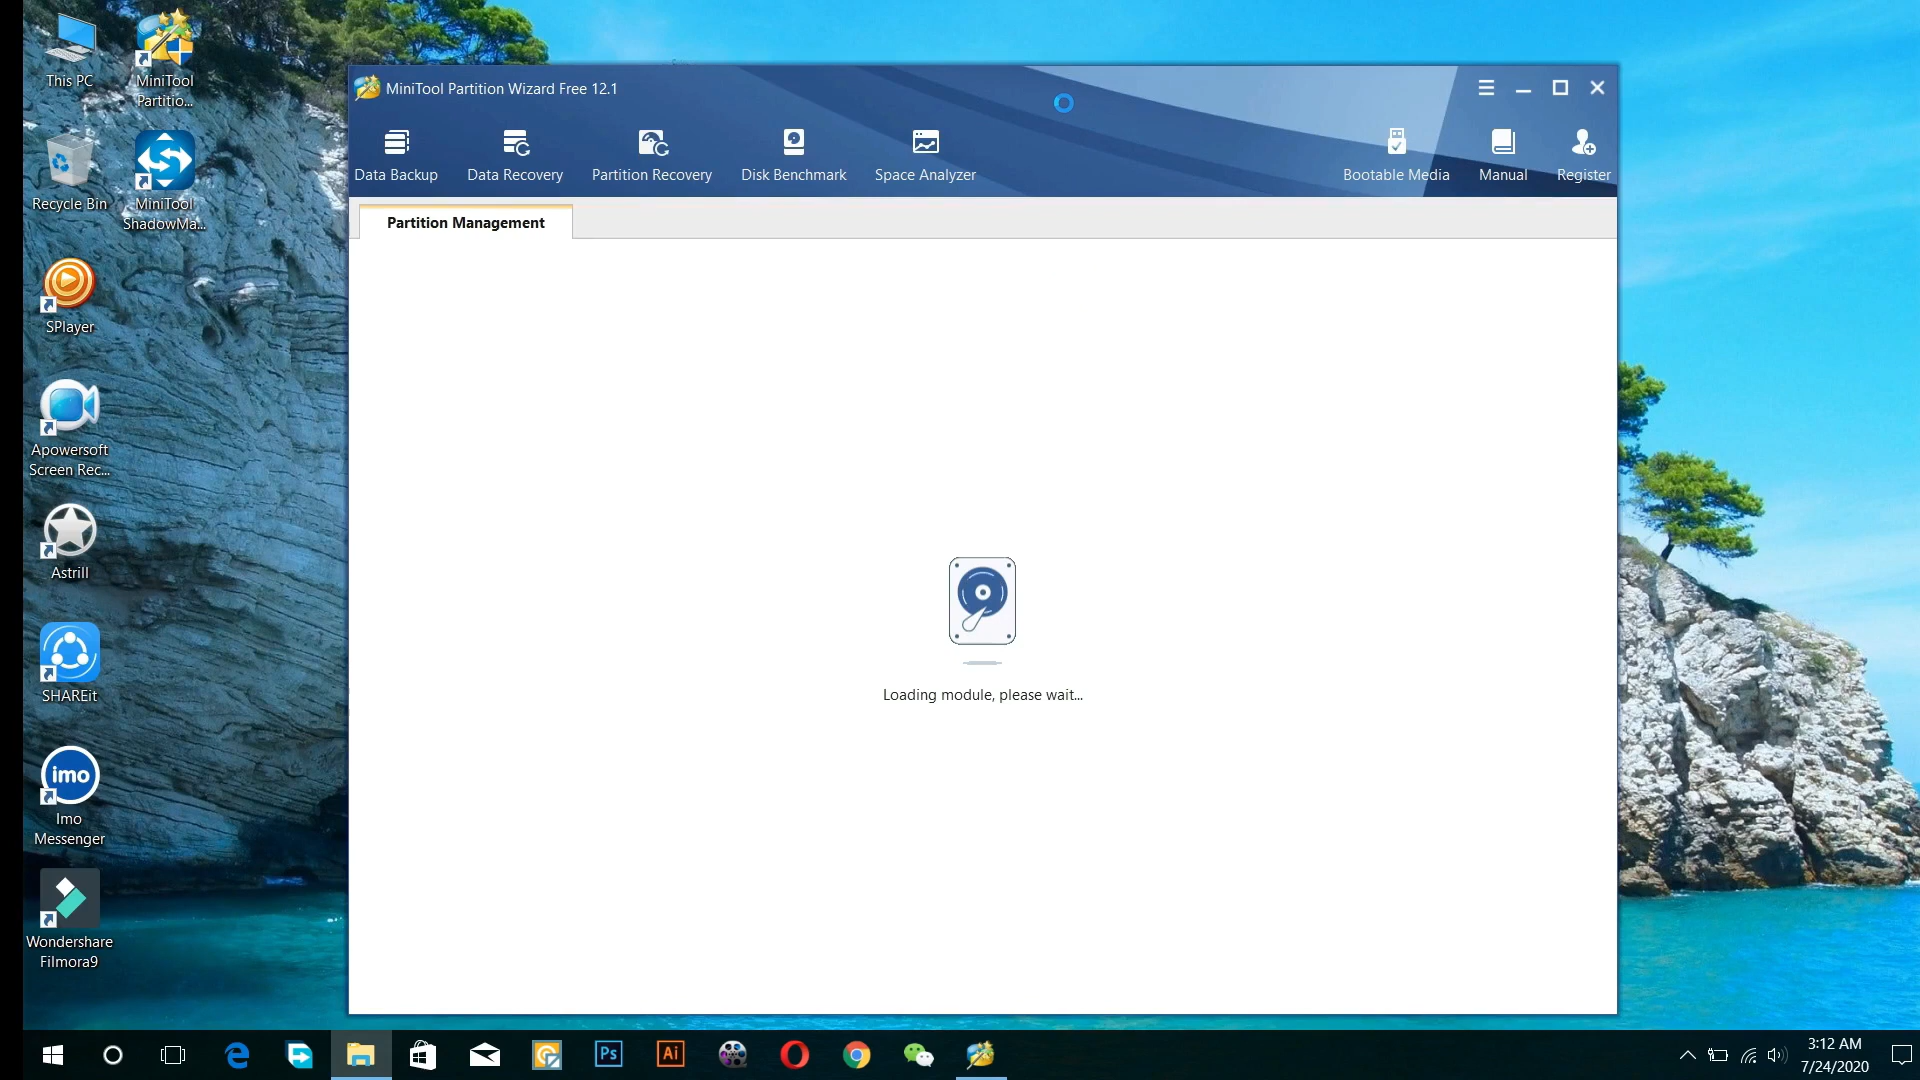 This PC
MiniTool
Partitio...
Recycle Bin
MiniTool
ShadowMa...
SPlayer
Apowersoft
Screen Rec...
Astrill
SHAREit
imo
Imo
Messenger
Wondershare
Filmora9
MiniTool Partition Wizard Free 12.1
Data Backup
Data Recovery
Partition Recovery
Disk Benchmark
Space Analyzer
Bootable Media
Manual
Register
Partition Management
Loading module, please wait...
Ps
Ai
3:12 AM
7/24/2020